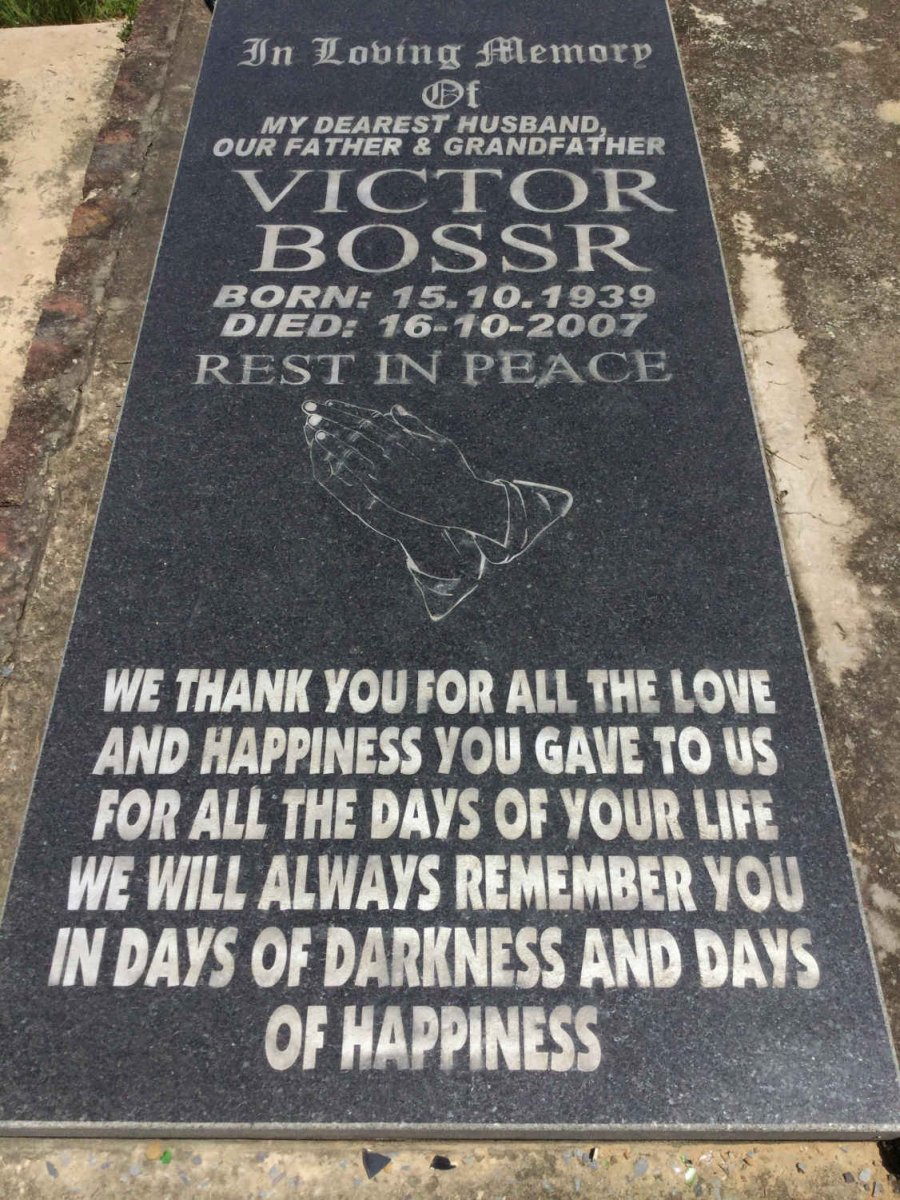 In Loving Memory
Of
MY DEAREST HUSBAND,
OUR FATHER & GRANDFATHER
VICTOR
BOSSR
BORN: 15.10.1939
DIED: 16-10-2007
REST IN PEACE
WE THANK YOU FOR ALL THE LOVE
AND HAPPINESS YOU GAVE TO US
FOR ALL THE DAYS OF YOUR LIFE
WE WILL ALWAYS REMEMBER YOU
IN DAYS OF DARKNESS AND DAYS
OF HAPPINESS